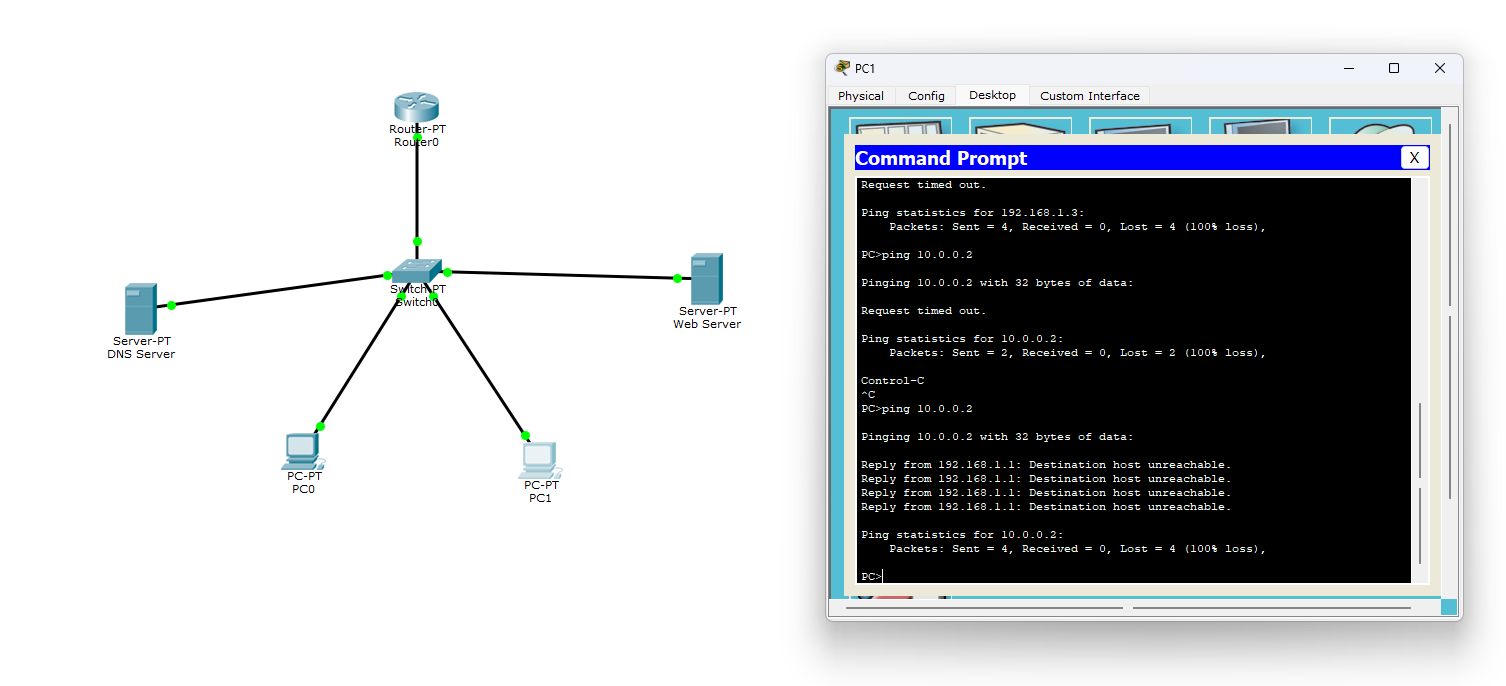 Router-PT
Router0
Switch-PT
Switch0
Server-PT
DNS Server
Server-PT
Web Server
PC-PT
PC0
PC-PT
PC1
PC1
Physical Config Desktop Custom Interface
Command Prompt X
Request timed out.
Ping statistics for 192.168.1.3:
Packets: Sent = 4, Received = 0, Lost = 4 (100% loss),
PC>ping 10.0.0.2
Pinging 10.0.0.2 with 32 bytes of data:
Request timed out.
Ping statistics for 10.0.0.2:
Packets: Sent = 2, Received = 0, Lost = 2 (100% loss),
Control-C
^C
PC>ping 10.0.0.2
Pinging 10.0.0.2 with 32 bytes of data:
Reply from 192.168.1.1: Destination host unreachable.
Reply from 192.168.1.1: Destination host unreachable.
Reply from 192.168.1.1: Destination host unreachable.
Reply from 192.168.1.1: Destination host unreachable.
Ping statistics for 10.0.0.2:
Packets: Sent = 4, Received = 0, Lost = 4 (100% loss),
PC>